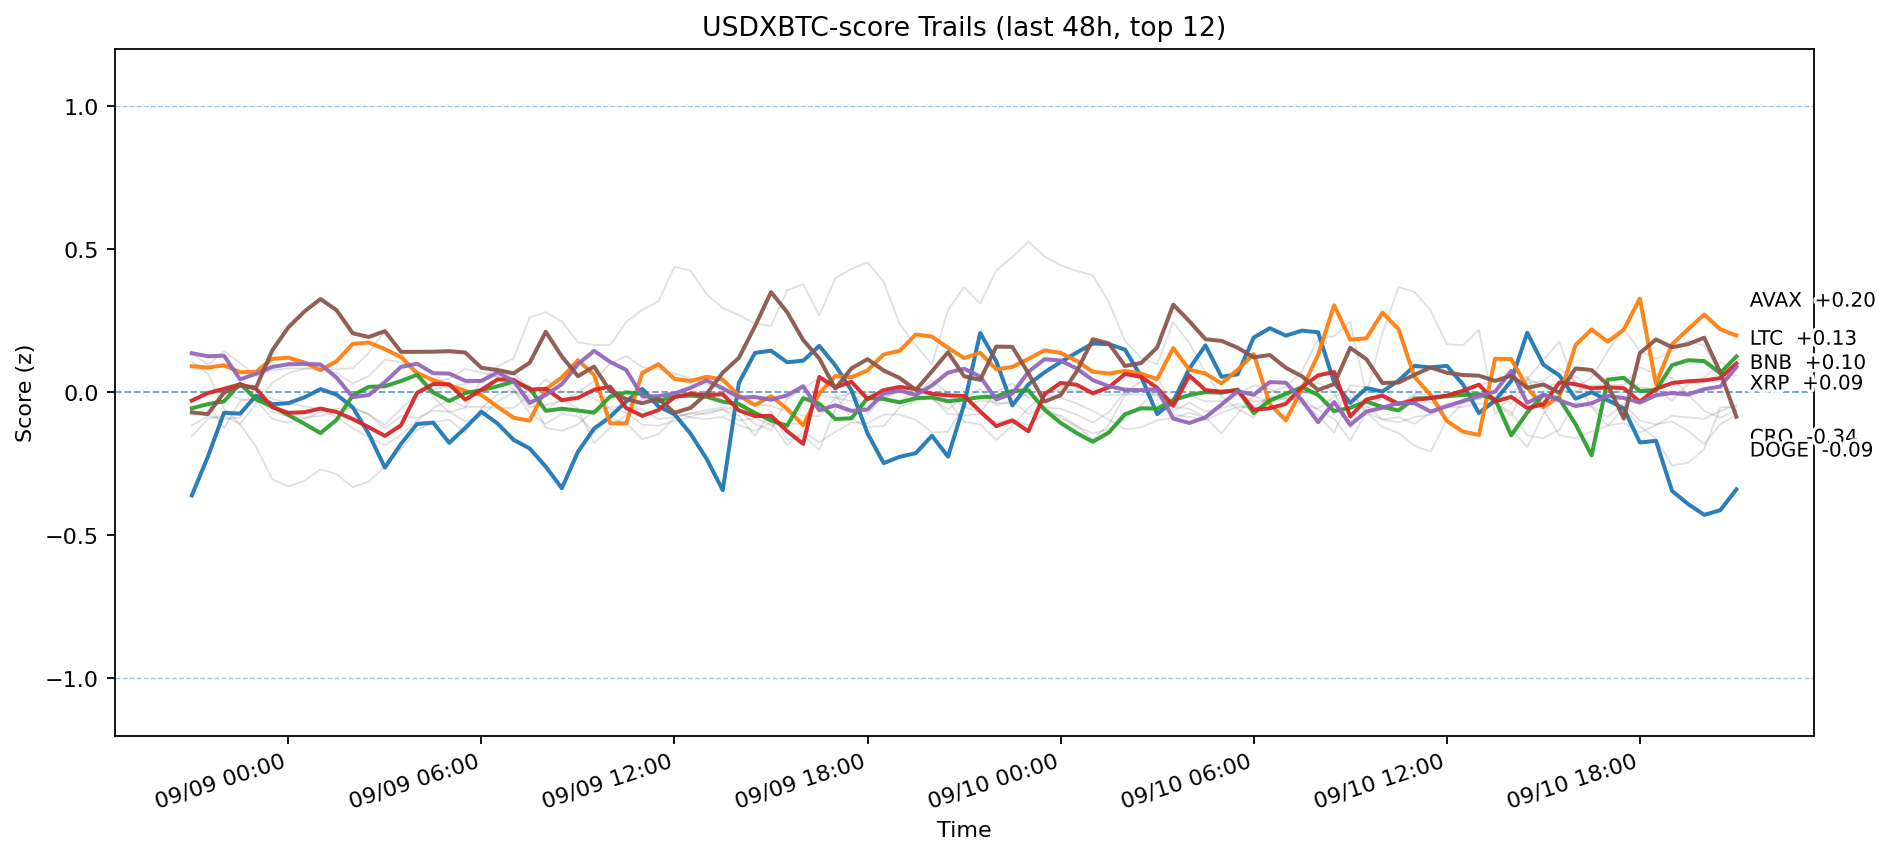 USDXBTC-score Trails (last 48h, top 12)
Score (z)
1.0
0.5
0.0
−0.5
−1.0
AVAX +0.20
LTC +0.13
BNB +0.10
XRP +0.09
CRO -0.34
DOGE -0.09
09/09 00:00
09/09 06:00
09/09 12:00
09/09 18:00
09/10 00:00
09/10 06:00
09/10 12:00
09/10 18:00
Time